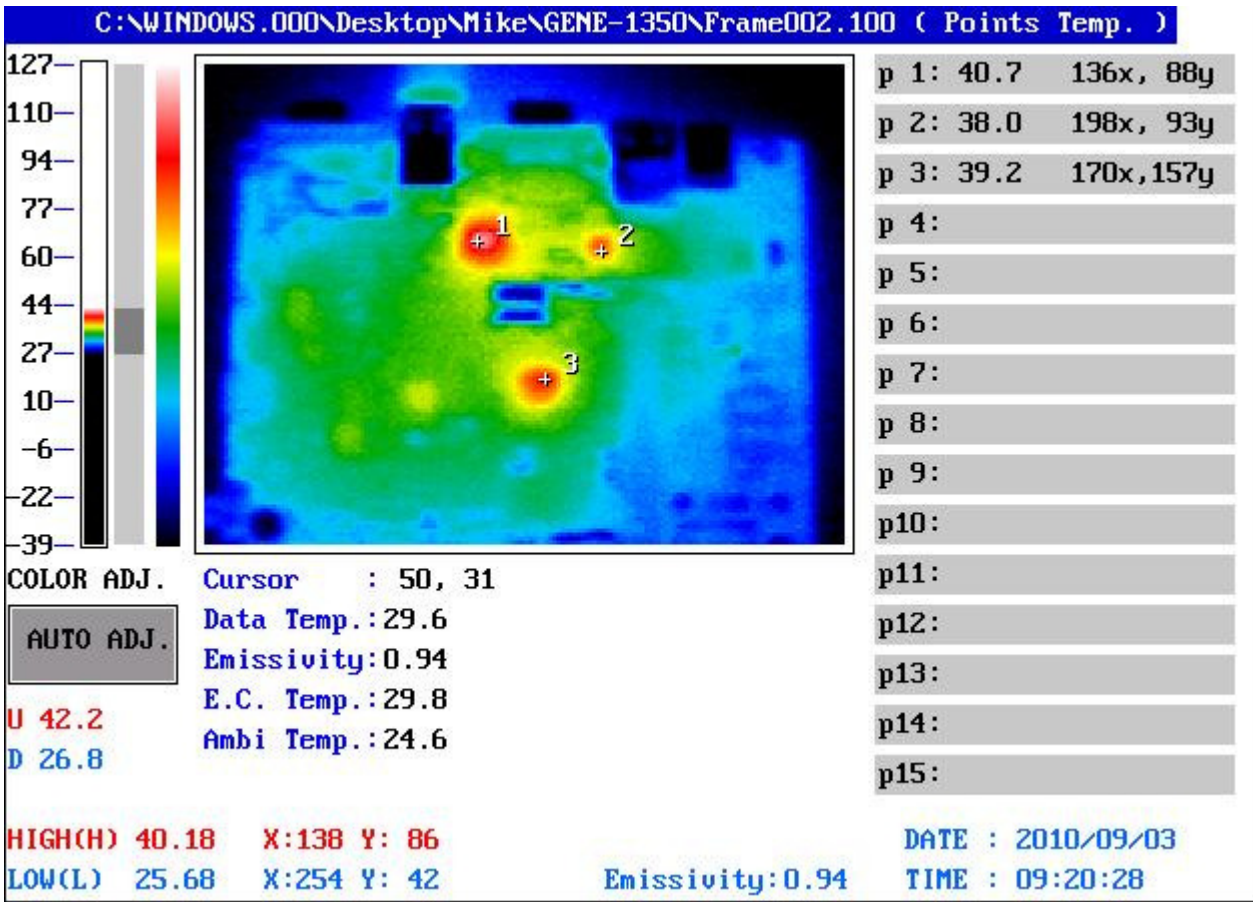 C:\WINDOWS.000\Desktop\Mike\GENE-1350\Frame002.100 ( Points Temp. )
127
110
94
77
60
44
27
10
-6
-22
-39
1
2
3
p 1: 40.7 136x, 88y
p 2: 38.0 198x, 93y
p 3: 39.2 170x,157y
p 4:
p 5:
p 6:
p 7:
p 8:
p 9:
p10:
p11:
p12:
p13:
p14:
p15:
COLOR ADJ.
AUTO ADJ.
U 42.2
D 26.8
Cursor : 50, 31
Data Temp.:29.6
Emissivity:0.94
E.C. Temp.:29.8
Ambi Temp.:24.6
HIGH(H) 40.18 X:138 Y: 86
LOW(L) 25.68 X:254 Y: 42
Emissivity:0.94
DATE : 2010/09/03
TIME : 09:20:28